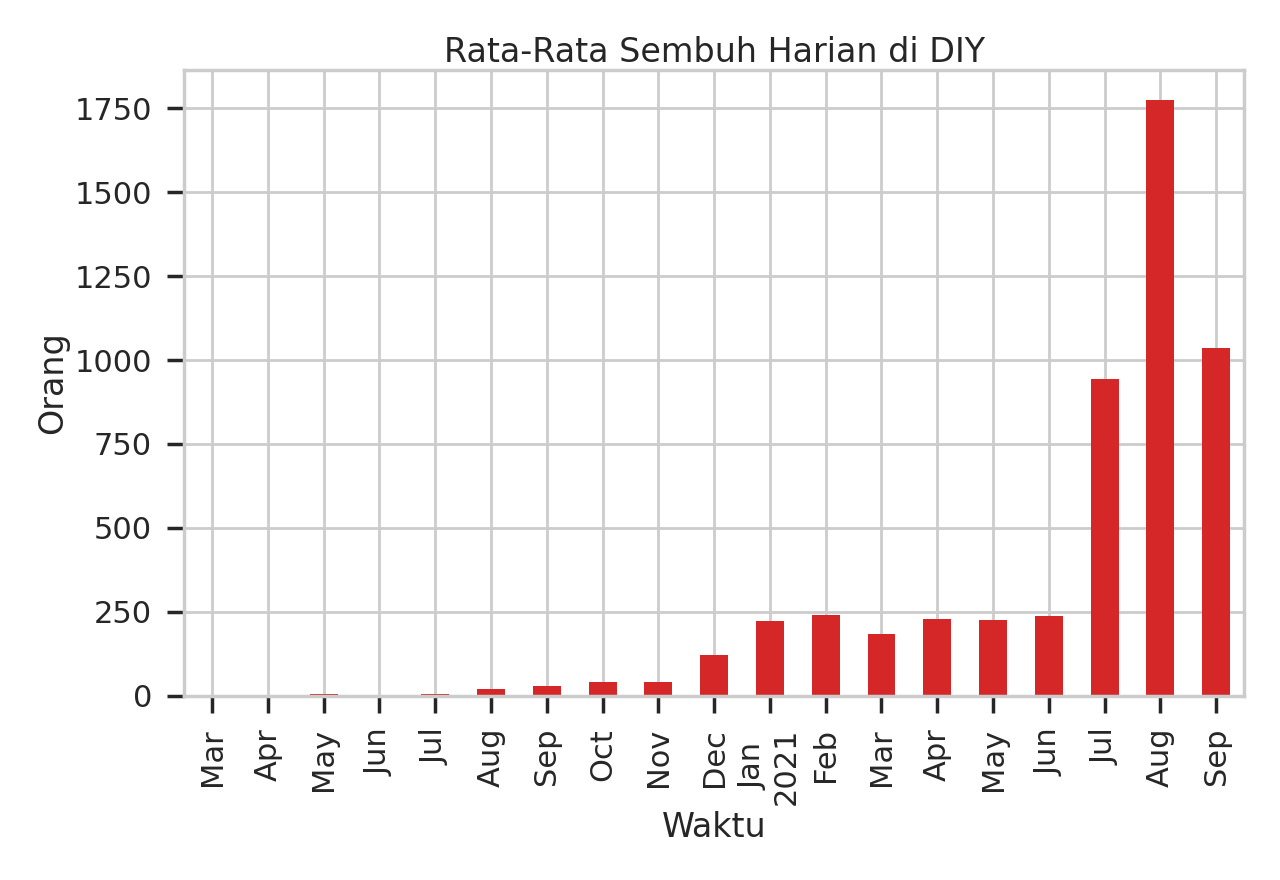 Rata-Rata Sembuh Harian di DIY
1750
1500
1250
1000
750
500
250
0
Orang
Mar
Apr
May
Jun
Jul
Aug
Sep
Oct
Nov
Dec
Jan
2021
Feb
Mar
Apr
May
Jun
Jul
Aug
Sep
Waktu